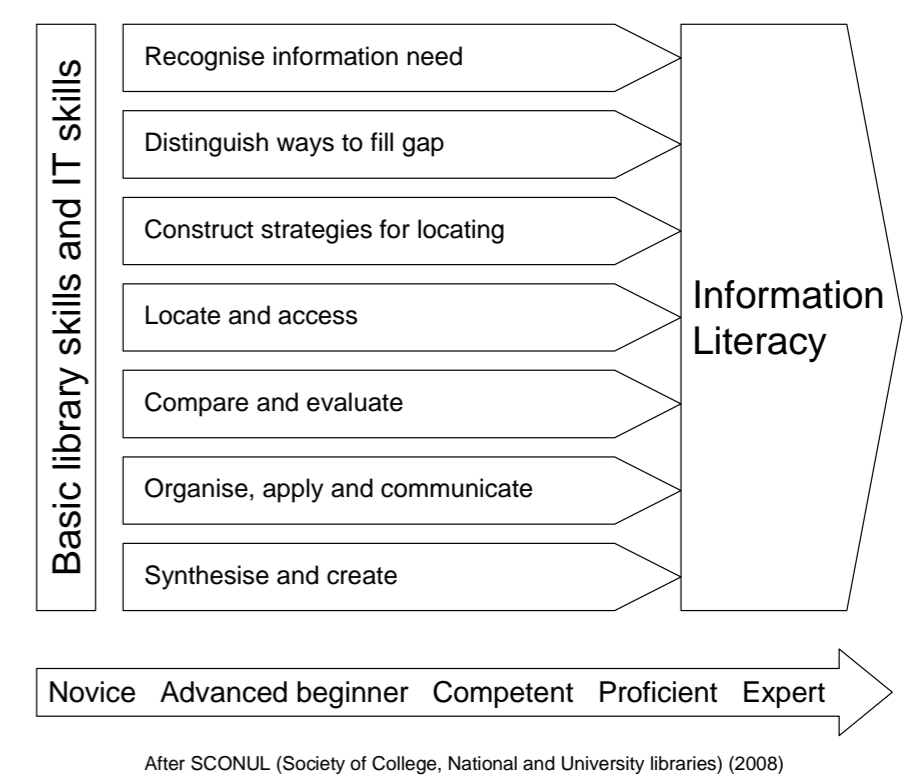 Basic library skills and IT skills
Recognise information need
Distinguish ways to fill gap
Construct strategies for locating
Locate and access
Compare and evaluate
Organise, apply and communicate
Synthesise and create
Information
Literacy
Novice Advanced beginner Competent Proficient Expert
After SCONUL (Society of College, National and University libraries) (2008)